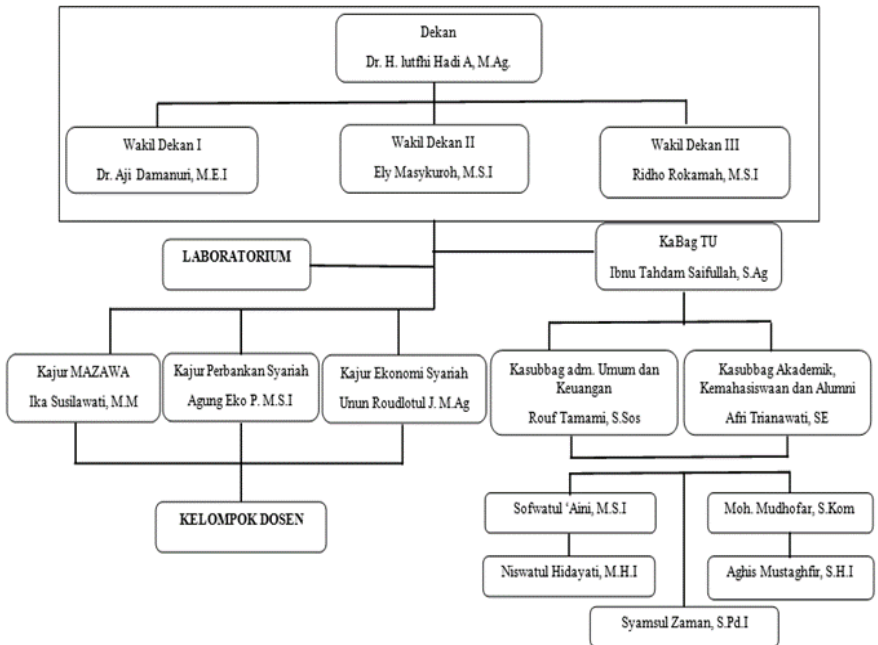 Dekan
Dr. H. lutfhi Hadi A, M.Ag.
Wakil Dekan I
Dr. Aji Damanuri, M.E.I
Wakil Dekan II
Ely Masykuroh, M.S.I
Wakil Dekan III
Ridho Rokamah, M.S.I
LABORATORIUM
KaBag TU
Ibnu Tahdam Saifullah, S.Ag
Kajur MAZAWA
Ika Susilawati, M.M
Kajur Perbankan Syariah
Agung Eko P. M.S.I
Kajur Ekonomi Syariah
Unun Roudlotul J. M.Ag
Kasubbag adm. Umum dan
Keuangan
Rouf Tamami, S.Sos
Kasubbag Akademik,
Kemahasiswaan dan Alumni
Afri Trianawati, SE
KELOMPOK DOSEN
Sofwatul ‘Aini, M.S.I
Moh. Mudhofar, S.Kom
Niswatul Hidayati, M.H.I
Aghis Mustaghfir, S.H.I
Syamsul Zaman, S.Pd.I